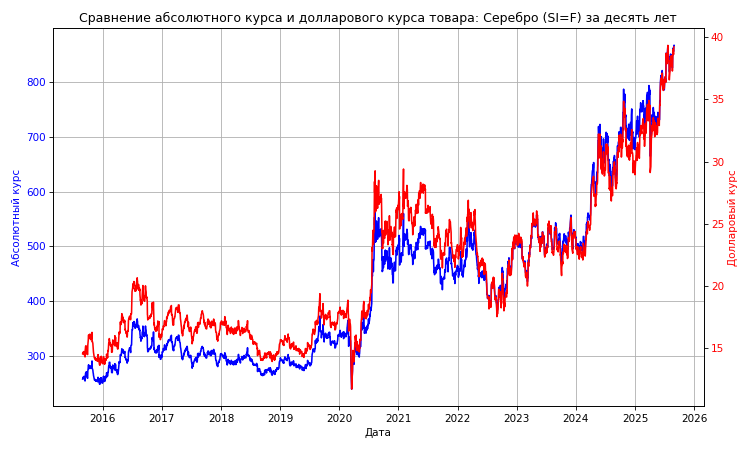 Сравнение абсолютного курса и долларового курса товара: Серебро (SI=F) за десять лет
Абсолютный курс
800
700
600
500
400
300
40
35
30
25
20
15
Долларовый курс
2016 2017 2018 2019 2020 2021 2022 2023 2024 2025 2026
Дата